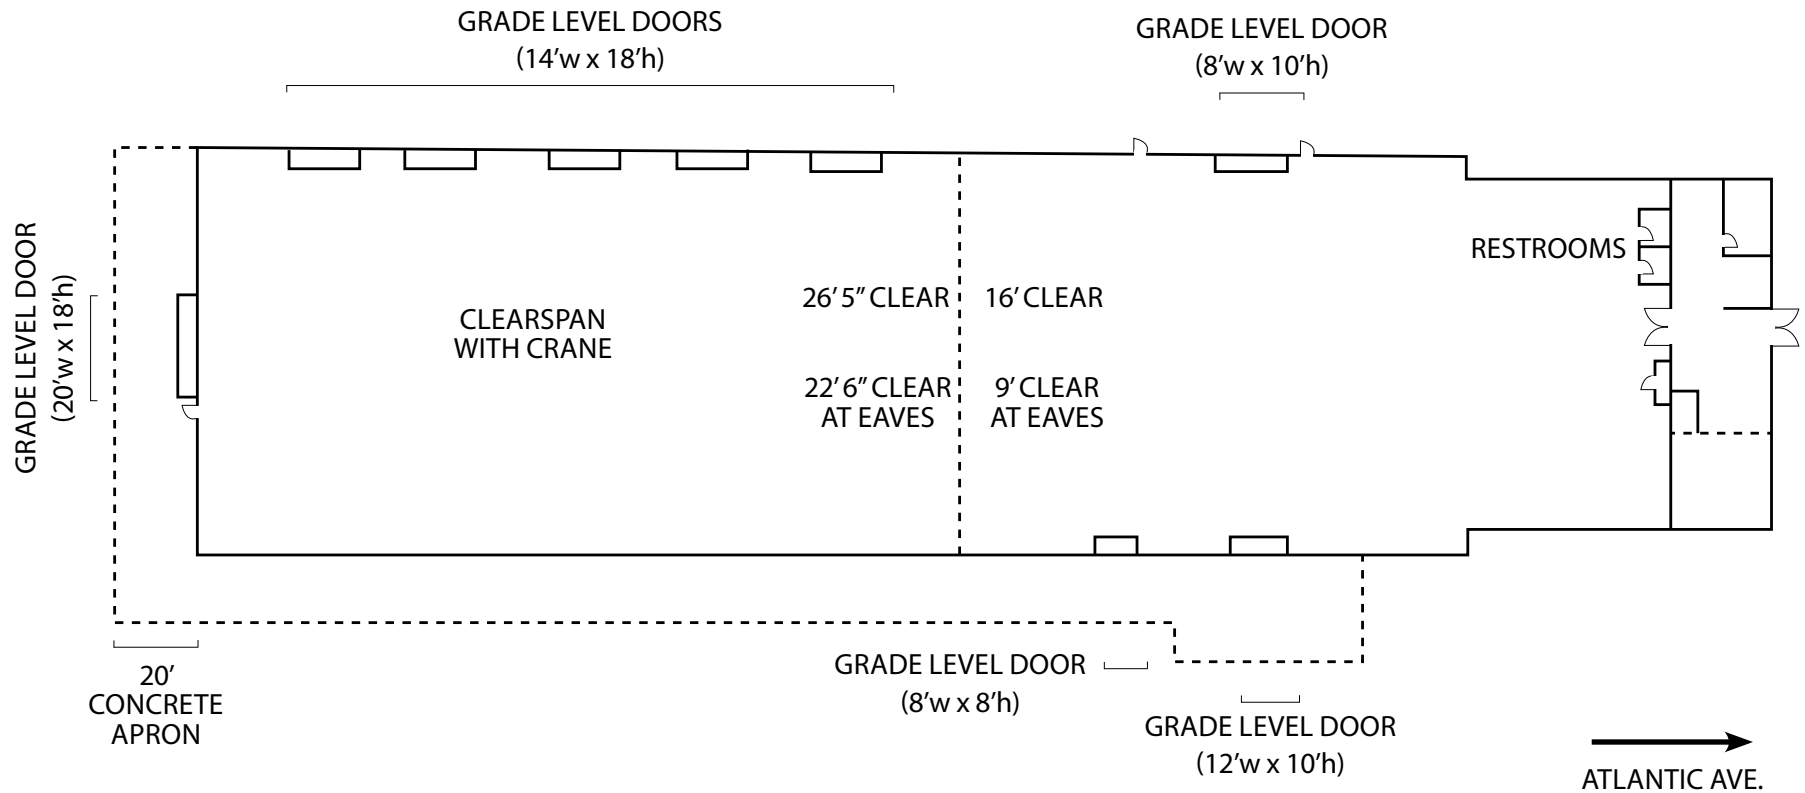 GRADE LEVEL DOORS
(14’w x 18’h)
GRADE LEVEL DOOR
(8’w x 10’h)
GRADE LEVEL DOOR
(20’w x 18’h)
RESTROOMS
CLEARSPAN
WITH CRANE
26’ 5” CLEAR
16’ CLEAR
22’ 6” CLEAR
AT EAVES
9’ CLEAR
AT EAVES
20’
CONCRETE
APRON
GRADE LEVEL DOOR
(8’w x 8’h)
GRADE LEVEL DOOR
(12’w x 10’h)
ATLANTIC AVE.